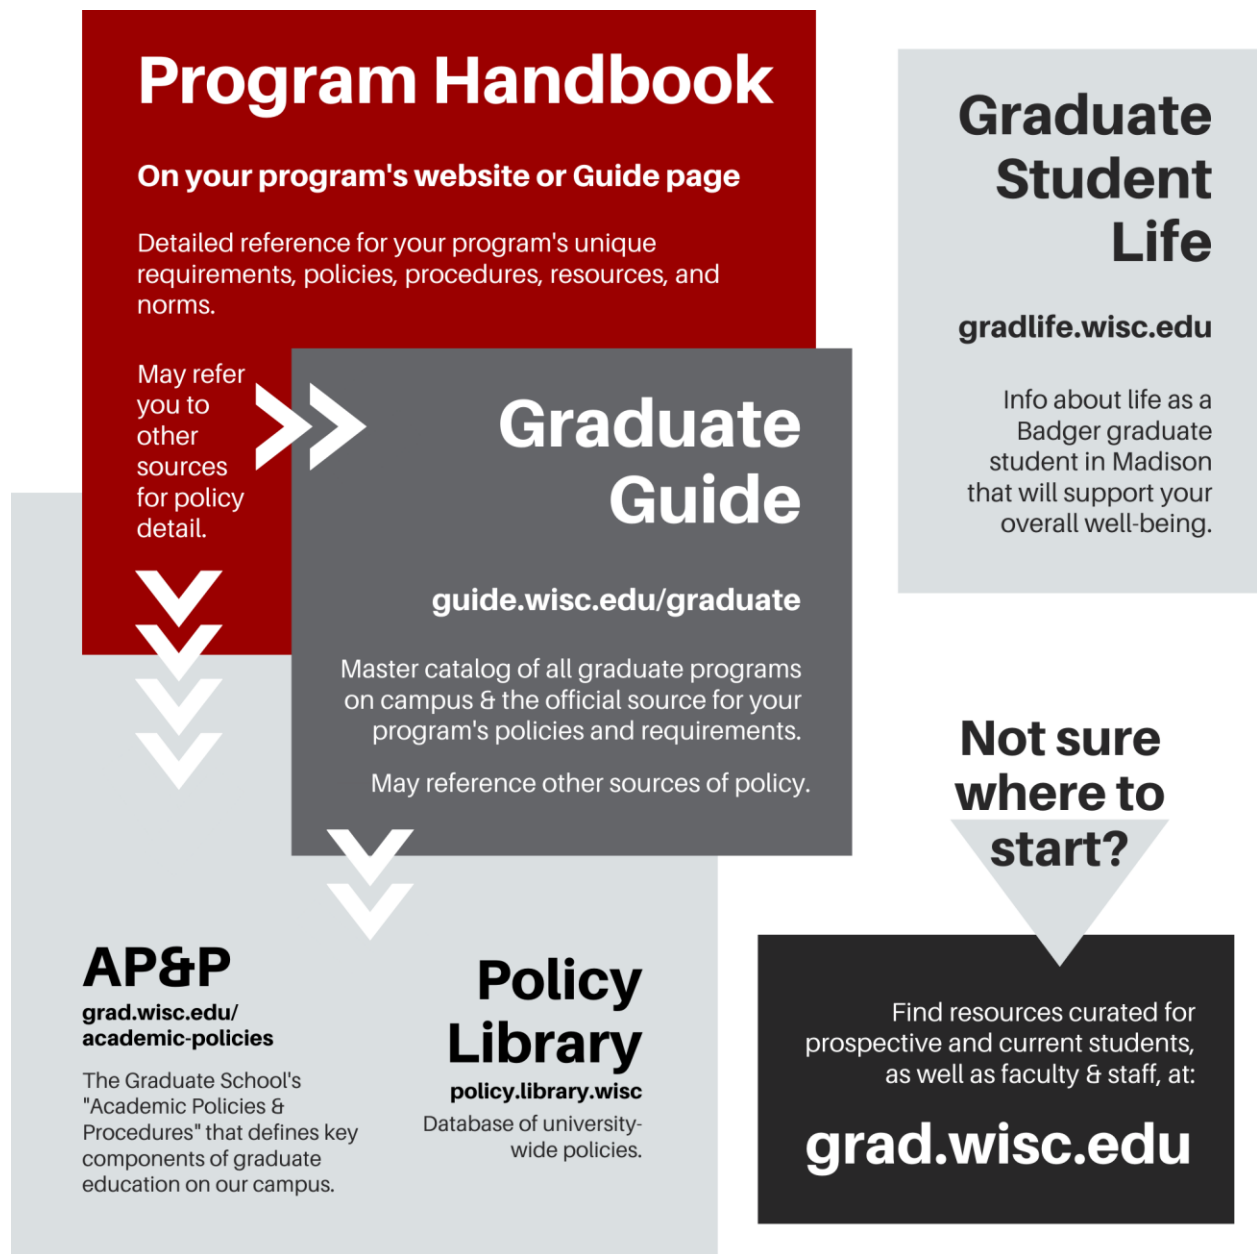 Program Handbook
On your program's website or Guide page
Detailed reference for your program's unique
requirements, policies, procedures, resources, and
norms.
May refer
you to
other
sources
for policy
detail.
Graduate
Guide
guide.wisc.edu/graduate
Master catalog of all graduate programs
on campus & the official source for your
program's policies and requirements.
May reference other sources of policy.
AP&P
grad.wisc.edu/
academic-policies
The Graduate School's
"Academic Policies &
Procedures" that defines key
components of graduate
education on our campus.
Policy
Library
policy.library.wisc
Database of university-
wide policies.
Graduate
Student
Life
gradlife.wisc.edu
Info about life as a
Badger graduate
student in Madison
that will support your
overall well-being.
Not sure
where to
start?
Find resources curated for
prospective and current students,
as well as faculty & staff, at:
grad.wisc.edu